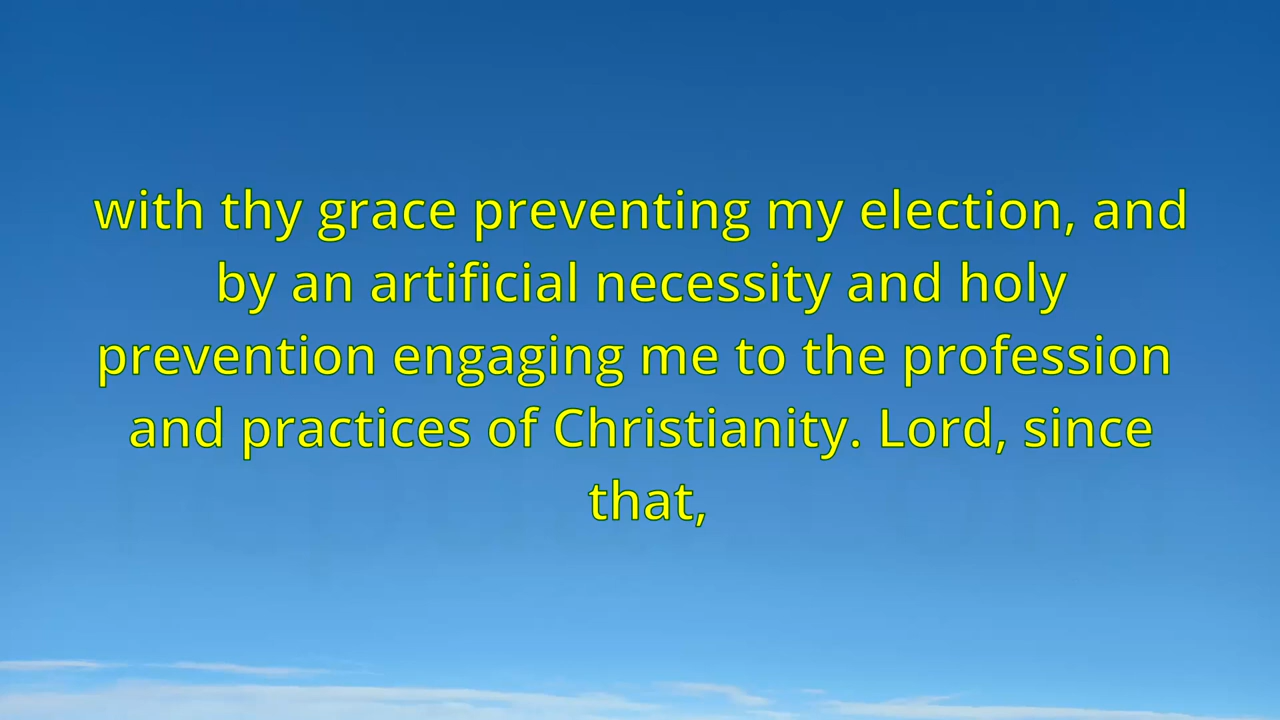 with thy grace preventing my election, and
by an artificial necessity and holy
prevention engaging me to the profession
and practices of Christianity. Lord, since
that,